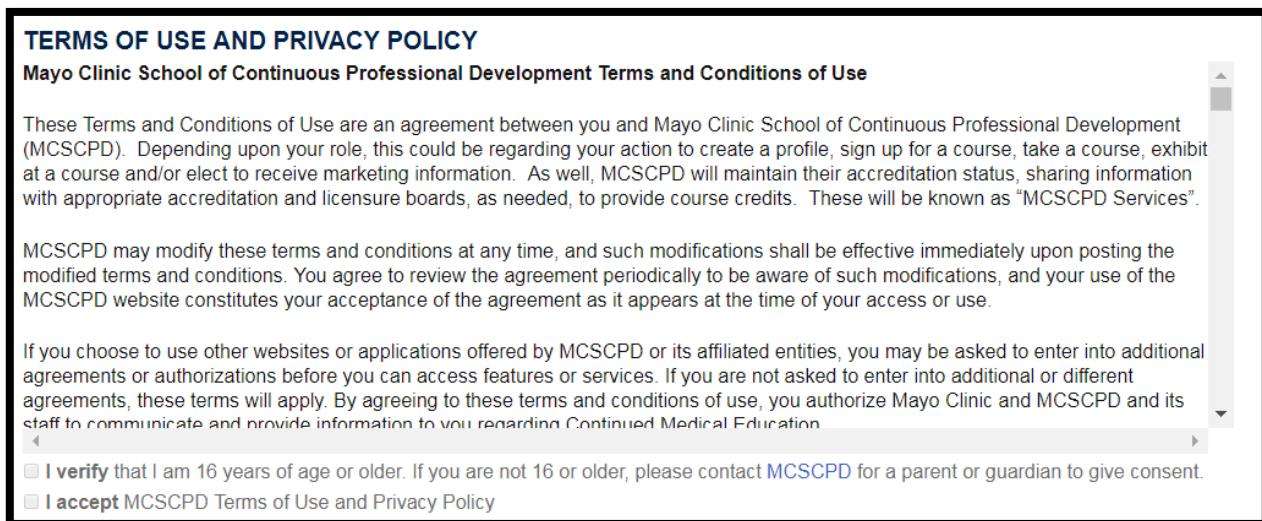 TERMS OF USE AND PRIVACY POLICY
Mayo Clinic School of Continuous Professional Development Terms and Conditions of Use
These Terms and Conditions of Use are an agreement between you and Mayo Clinic School of Continuous Professional Development
(MCSCPD).  Depending upon your role, this could be regarding your action to create a profile, sign up for a course, take a course, exhibit
at a course and/or elect to receive marketing information.  As well, MCSCPD will maintain their accreditation status, sharing information
with appropriate accreditation and licensure boards, as needed, to provide course credits.  These will be known as “MCSCPD Services”.
MCSCPD may modify these terms and conditions at any time, and such modifications shall be effective immediately upon posting the
modified terms and conditions. You agree to review the agreement periodically to be aware of such modifications, and your use of the
MCSCPD website constitutes your acceptance of the agreement as it appears at the time of your access or use.
If you choose to use other websites or applications offered by MCSCPD or its affiliated entities, you may be asked to enter into additional
agreements or authorizations before you can access features or services. If you are not asked to enter into additional or different
agreements, these terms will apply. By agreeing to these terms and conditions of use, you authorize Mayo Clinic and MCSCPD and its
staff to communicate and provide information to you regarding Continued Medical Education
I verify that I am 16 years of age or older. If you are not 16 or older, please contact MCSCPD for a parent or guardian to give consent.
I accept MCSCPD Terms of Use and Privacy Policy